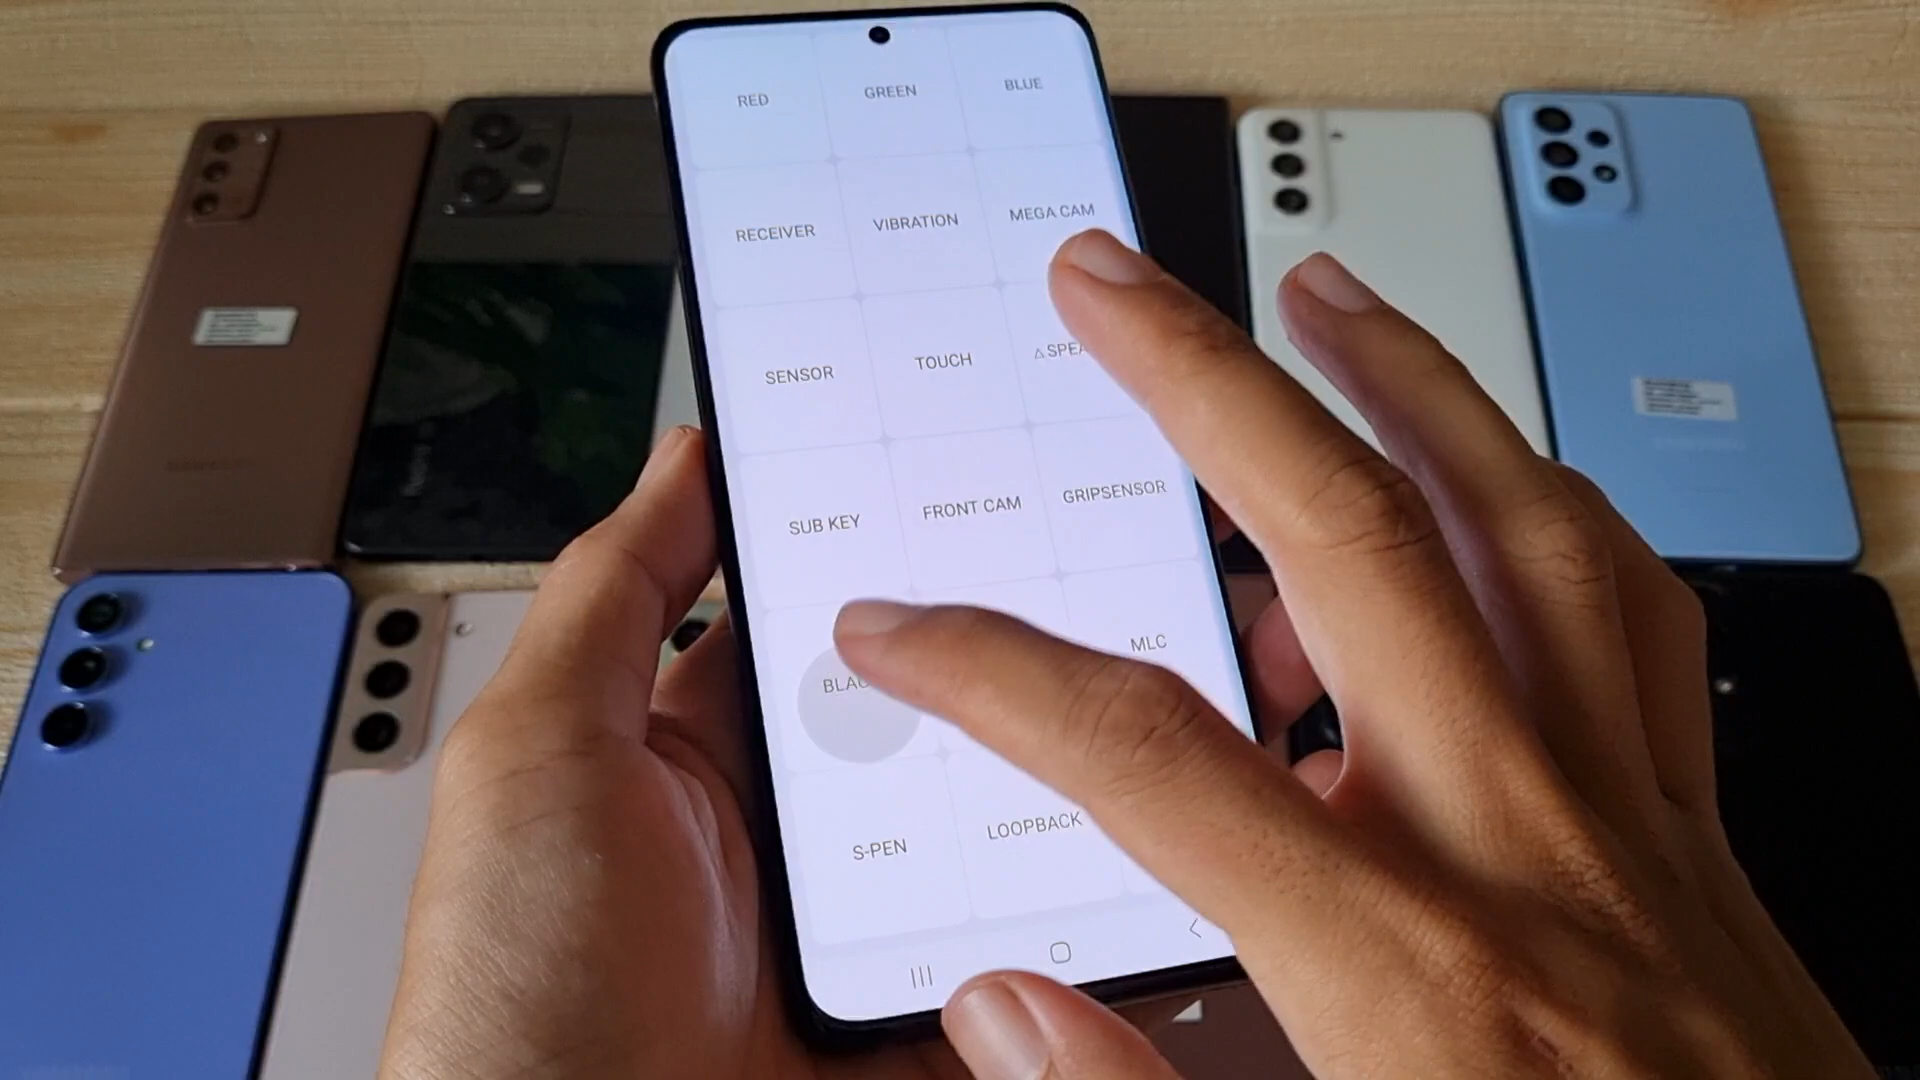 RED GREEN BLUE
RECEIVER VIBRATION MEGA CAM
SENSOR TOUCH
SUB KEY FRONT CAM GRIPSENSOR
MLC
S-PEN LOOPBACK